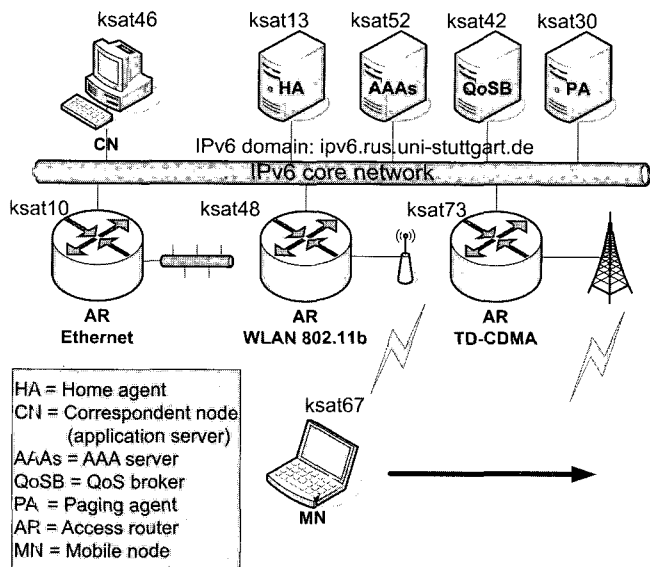 ksat46
ksat13
ksat52
ksat42
ksat30
HA
AAAs
QoSB
PA
CN
IPv6 domain: ipv6.rus.uni-stuttgart.de
IPv6 core network
ksat10
ksat48
ksat73
AR
Ethernet
AR
WLAN 802.11b
AR
TD-CDMA
HA = Home agent
CN = Correspondent node
(application server)
AAAs = AAA server
QoSB = QoS broker
PA = Paging agent
AR = Access router
MN = Mobile node
ksat67
MN